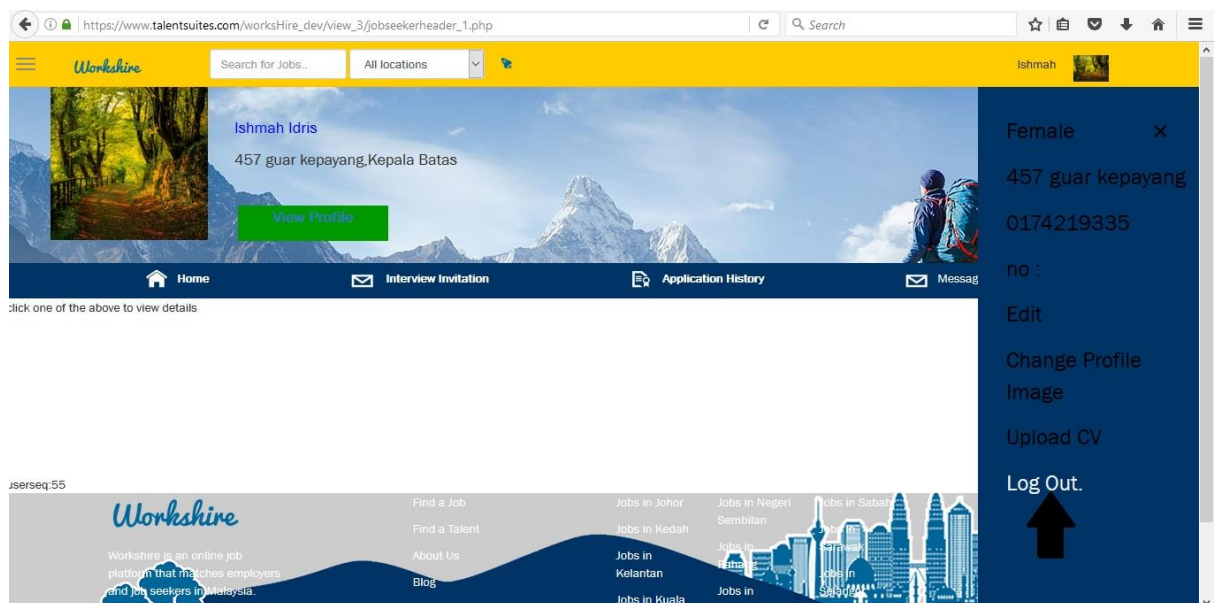 https://www.talentsuites.com/worksHire_dev/view_3/jobseekerheader_1.php
Search
Workshire
Search for Jobs..
All locations
Ishmah
Ishmah Idris
457 guar kepayang,Kepala Batas
View Profile
Female ×
457 guar kepayang
0174219335
no :
Edit
Change Profile
Image
Upload CV
Log Out.
Home
Interview Invitation
Application History
Messag
click one of the above to view details
userseq:55
Workshire
Workshire is an online job
platform that matches employers
and job seekers in Malaysia.
Find a Job
Find a Talent
About Us
Blog
Jobs in Johor
Jobs in Kedah
Jobs in
Kelantan
Jobs in Kuala
Jobs in Negeri
Sembilan
Jobs in
Pahang
Jobs in
Jobs in Sabah
Jobs in
Sarawak
Jobs in